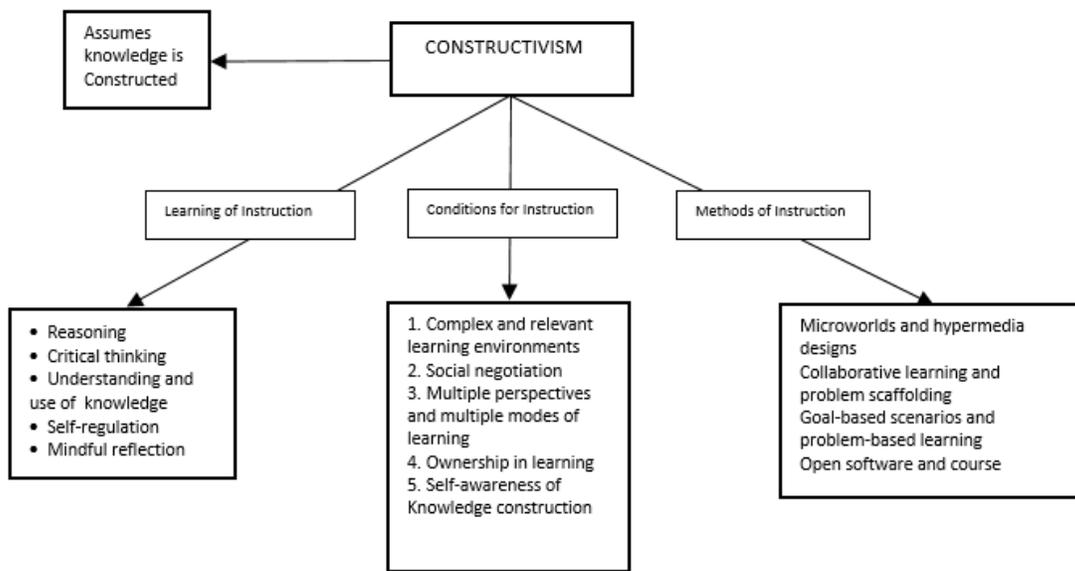 Assumes
knowledge is
Constructed
CONSTRUCTIVISM
Learning of Instruction
Conditions for Instruction
Methods of Instruction
• Reasoning
• Critical thinking
• Understanding and
use of knowledge
• Self-regulation
• Mindful reflection
1. Complex and relevant
learning environments
2. Social negotiation
3. Multiple perspectives
and multiple modes of
learning
4. Ownership in learning
5. Self-awareness of
Knowledge construction
Microworlds and hypermedia
designs
Collaborative learning and
problem scaffolding
Goal-based scenarios and
problem-based learning
Open software and course